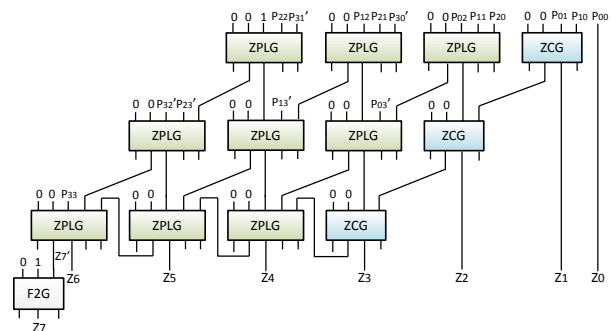 0 0 1 P22 P31' 0 0 P12 P21 P30' 0 0 P02 P11 P20 0 0 P01 P10 P00
ZPLG ZPLG ZPLG ZCG
0 0 P32' P23' 0 0 P13' 0 0 P03' 0 0
ZPLG ZPLG ZPLG ZCG
0 0 P33 0 0 0 0 0 0
ZPLG ZPLG ZPLG ZCG
0 1 Z7' Z6 Z5 Z4 Z3 Z2 Z1 Z0
F2G
Z7